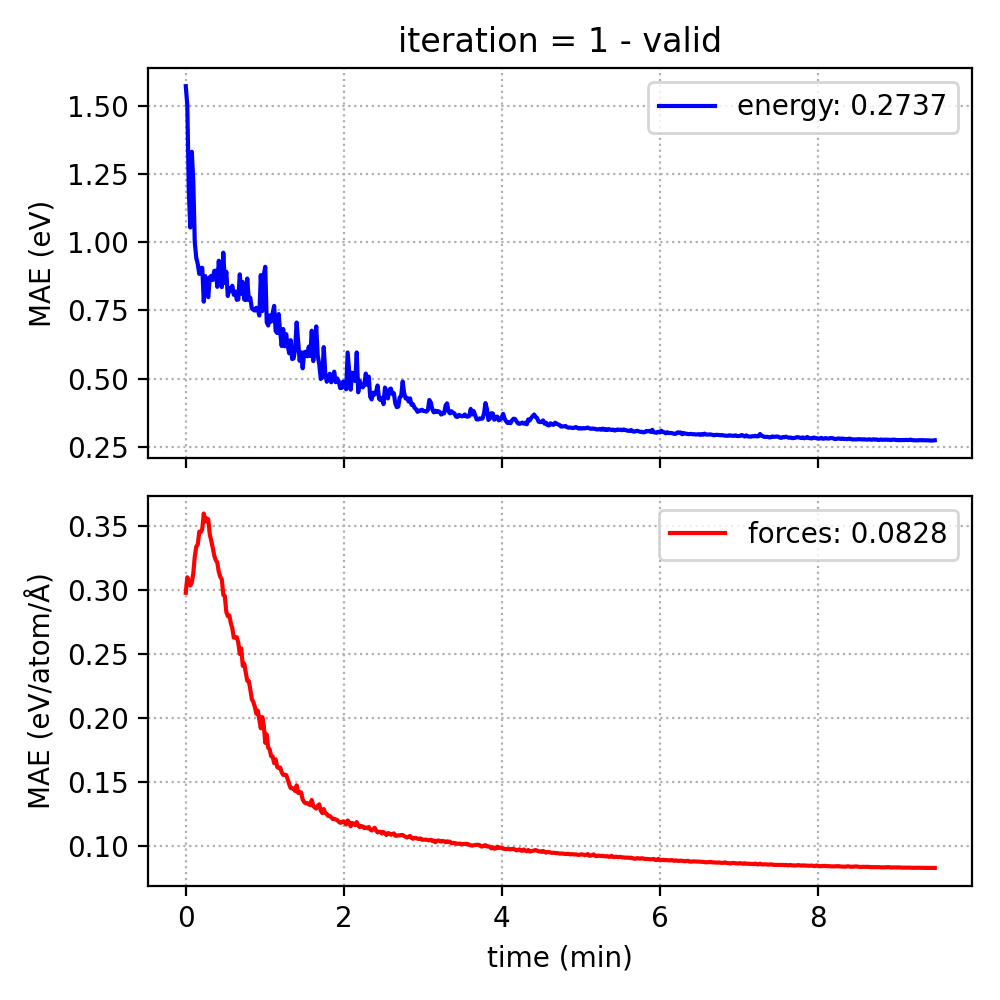 iteration = 1 - valid
energy: 0.2737
MAE (eV)
1.50
1.25
1.00
0.75
0.50
0.25
forces: 0.0828
MAE (eV/atom/Å)
0.35
0.30
0.25
0.20
0.15
0.10
0 2 4 6 8
time (min)